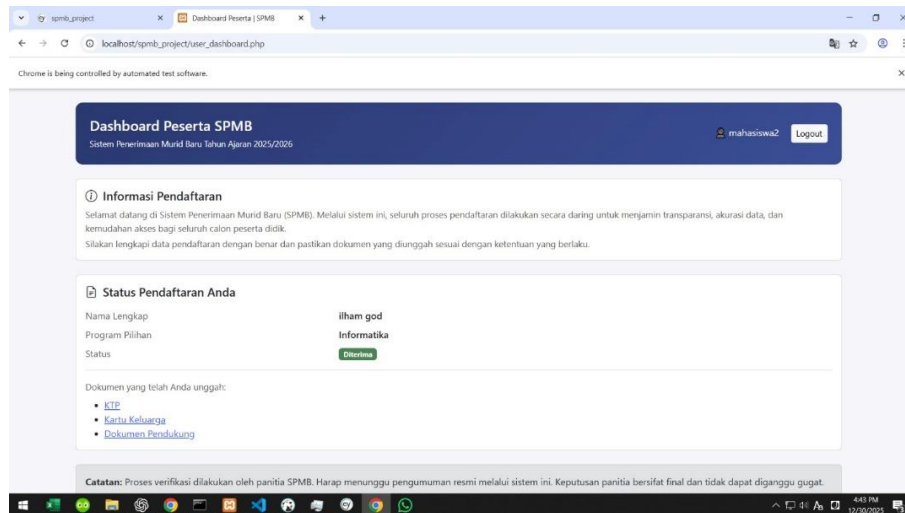 spmb_project
Dashboard Peserta | SPMB
localhost/spmb_project/user_dashboard.php
Chrome is being controlled by automated test software.
Dashboard Peserta SPMB
Sistem Penerimaan Murid Baru Tahun Ajaran 2025/2026
mahasiswa2
Logout
Informasi Pendaftaran
Selamat datang di Sistem Penerimaan Murid Baru (SPMB). Melalui sistem ini, seluruh proses pendaftaran dilakukan secara daring untuk menjamin transparansi, akurasi data, dan
kemudahan akses bagi seluruh calon peserta didik.
Silakan lengkapi data pendaftaran dengan benar dan pastikan dokumen yang diunggah sesuai dengan ketentuan yang berlaku.
Status Pendaftaran Anda
Nama Lengkap ilham god
Program Pilihan Informatika
Status Diterima
Dokumen yang telah Anda unggah:
• KTP
• Kartu Keluarga
• Dokumen Pendukung
Catatan: Proses verifikasi dilakukan oleh panitia SPMB. Harap menunggu pengumuman resmi melalui sistem ini. Keputusan panitia bersifat final dan tidak dapat diganggu gugat.
4:43 PM
12/30/2025